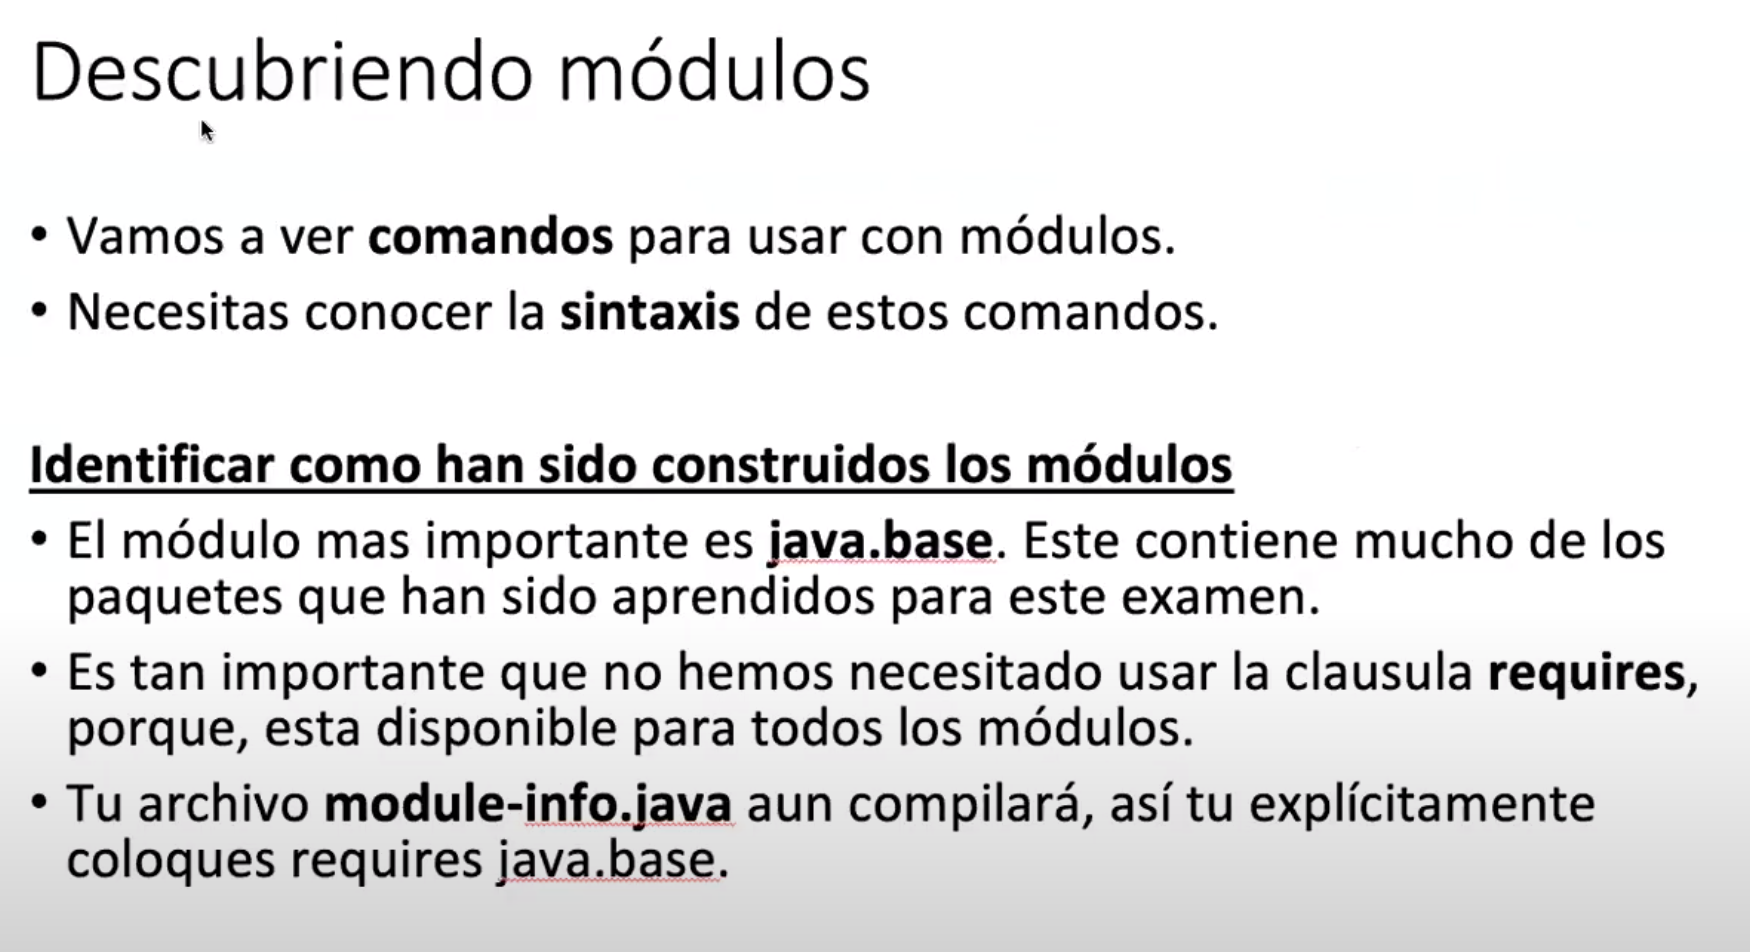 Descubriendo módulos
• Vamos a ver comandos para usar con módulos.
• Necesitas conocer la sintaxis de estos comandos.
Identificar como han sido construidos los módulos
• El módulo mas importante es java.base. Este contiene mucho de los
paquetes que han sido aprendidos para este examen.
• Es tan importante que no hemos necesitado usar la clausula requires,
porque, esta disponible para todos los módulos.
• Tu archivo module-info.java aun compilará, así tu explícitamente
coloques requires java.base.